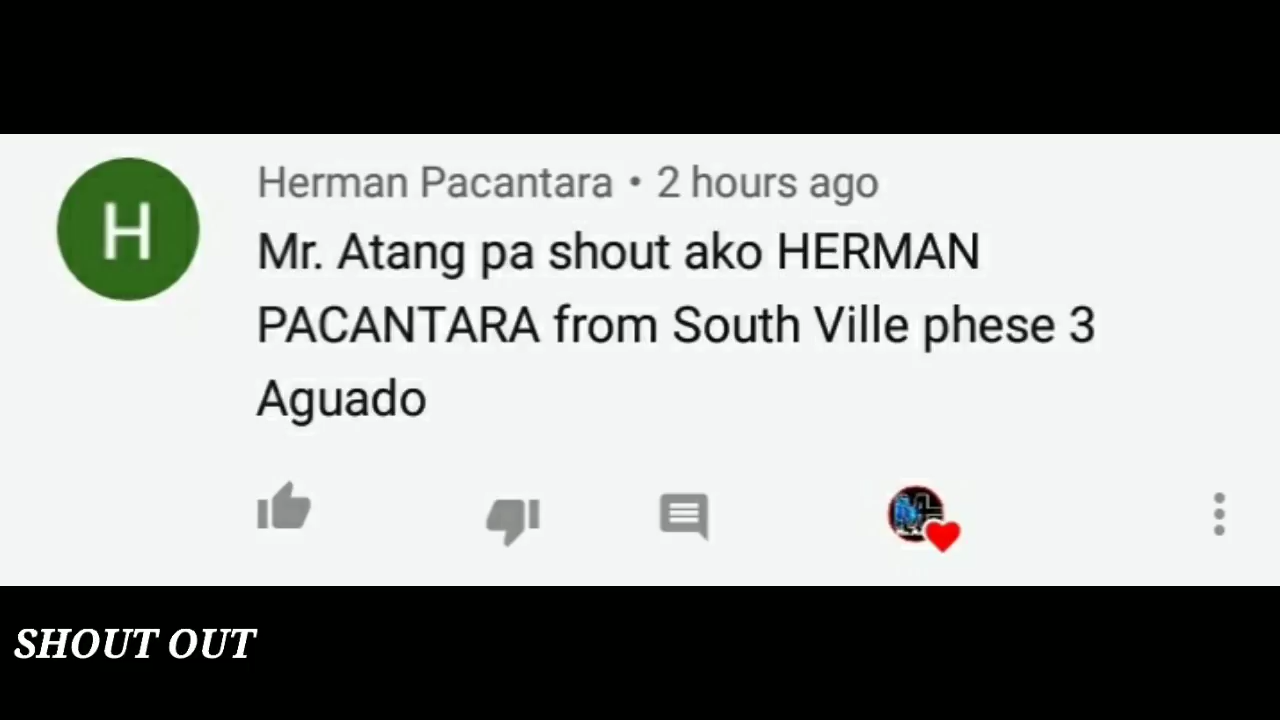 H
Herman Pacantara • 2 hours ago
Mr. Atang pa shout ako HERMAN
PACANTARA from South Ville phese 3
Aguado
SHOUT OUT